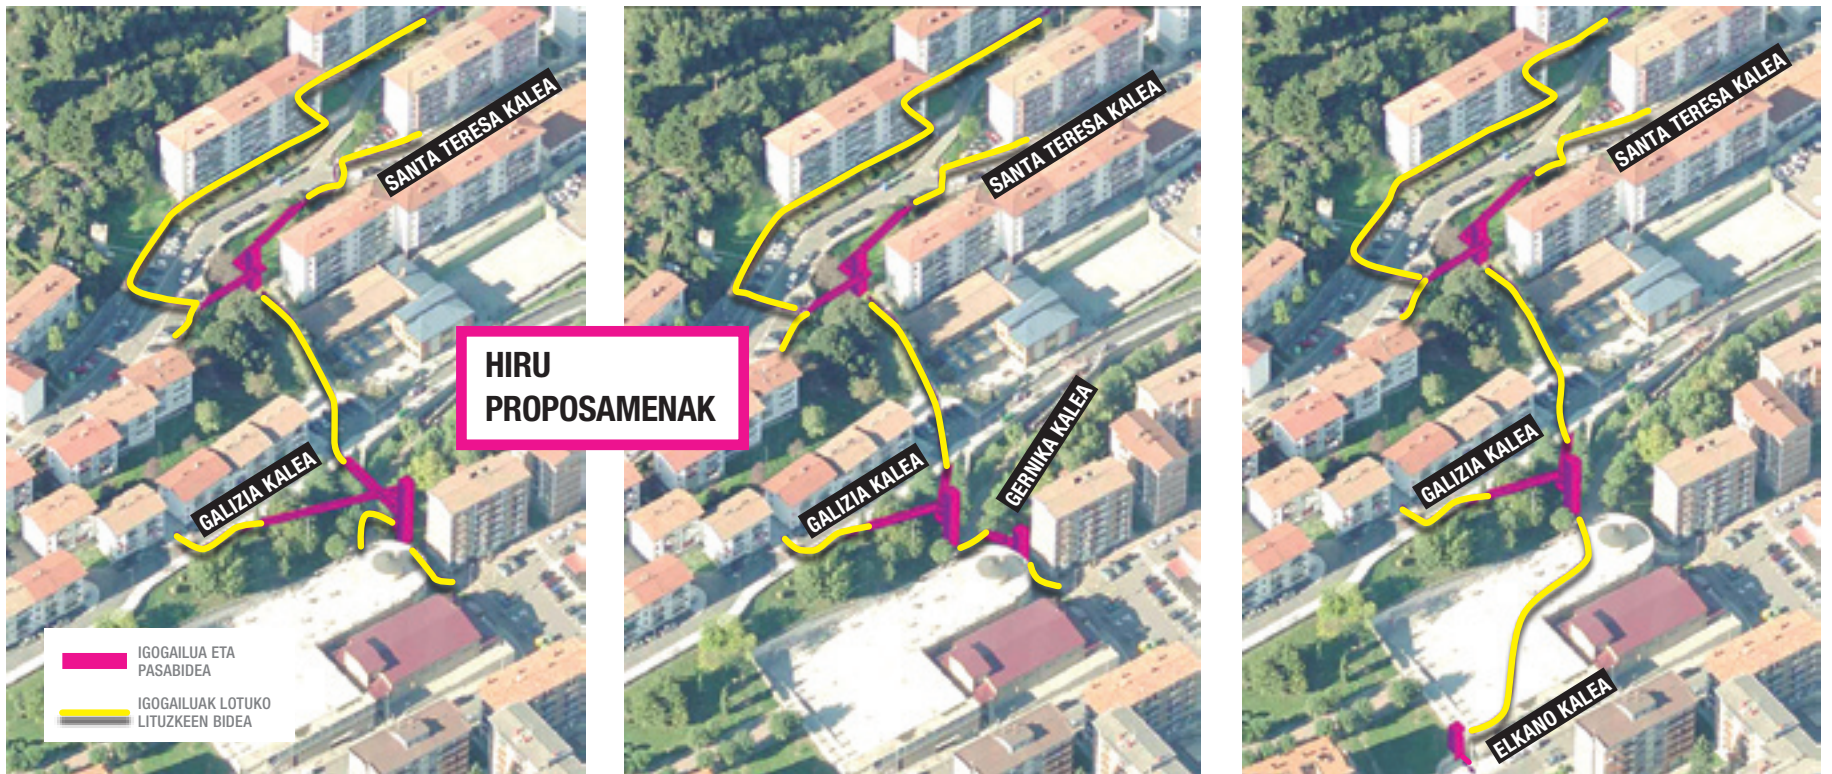 SANTA TERESA KALEA
GALIZIA KALEA
IGOGAILUA ETA
PASABIDEA
IGOGAILUAK LOTUKO
LITUZKEEN BIDEA
HIRU
PROPOSAMENAK
SANTA TERESA KALEA
GERNIKA KALEA
GALIZIA KALEA
SANTA TERESA KALEA
GALIZIA KALEA
ELKANO KALEA